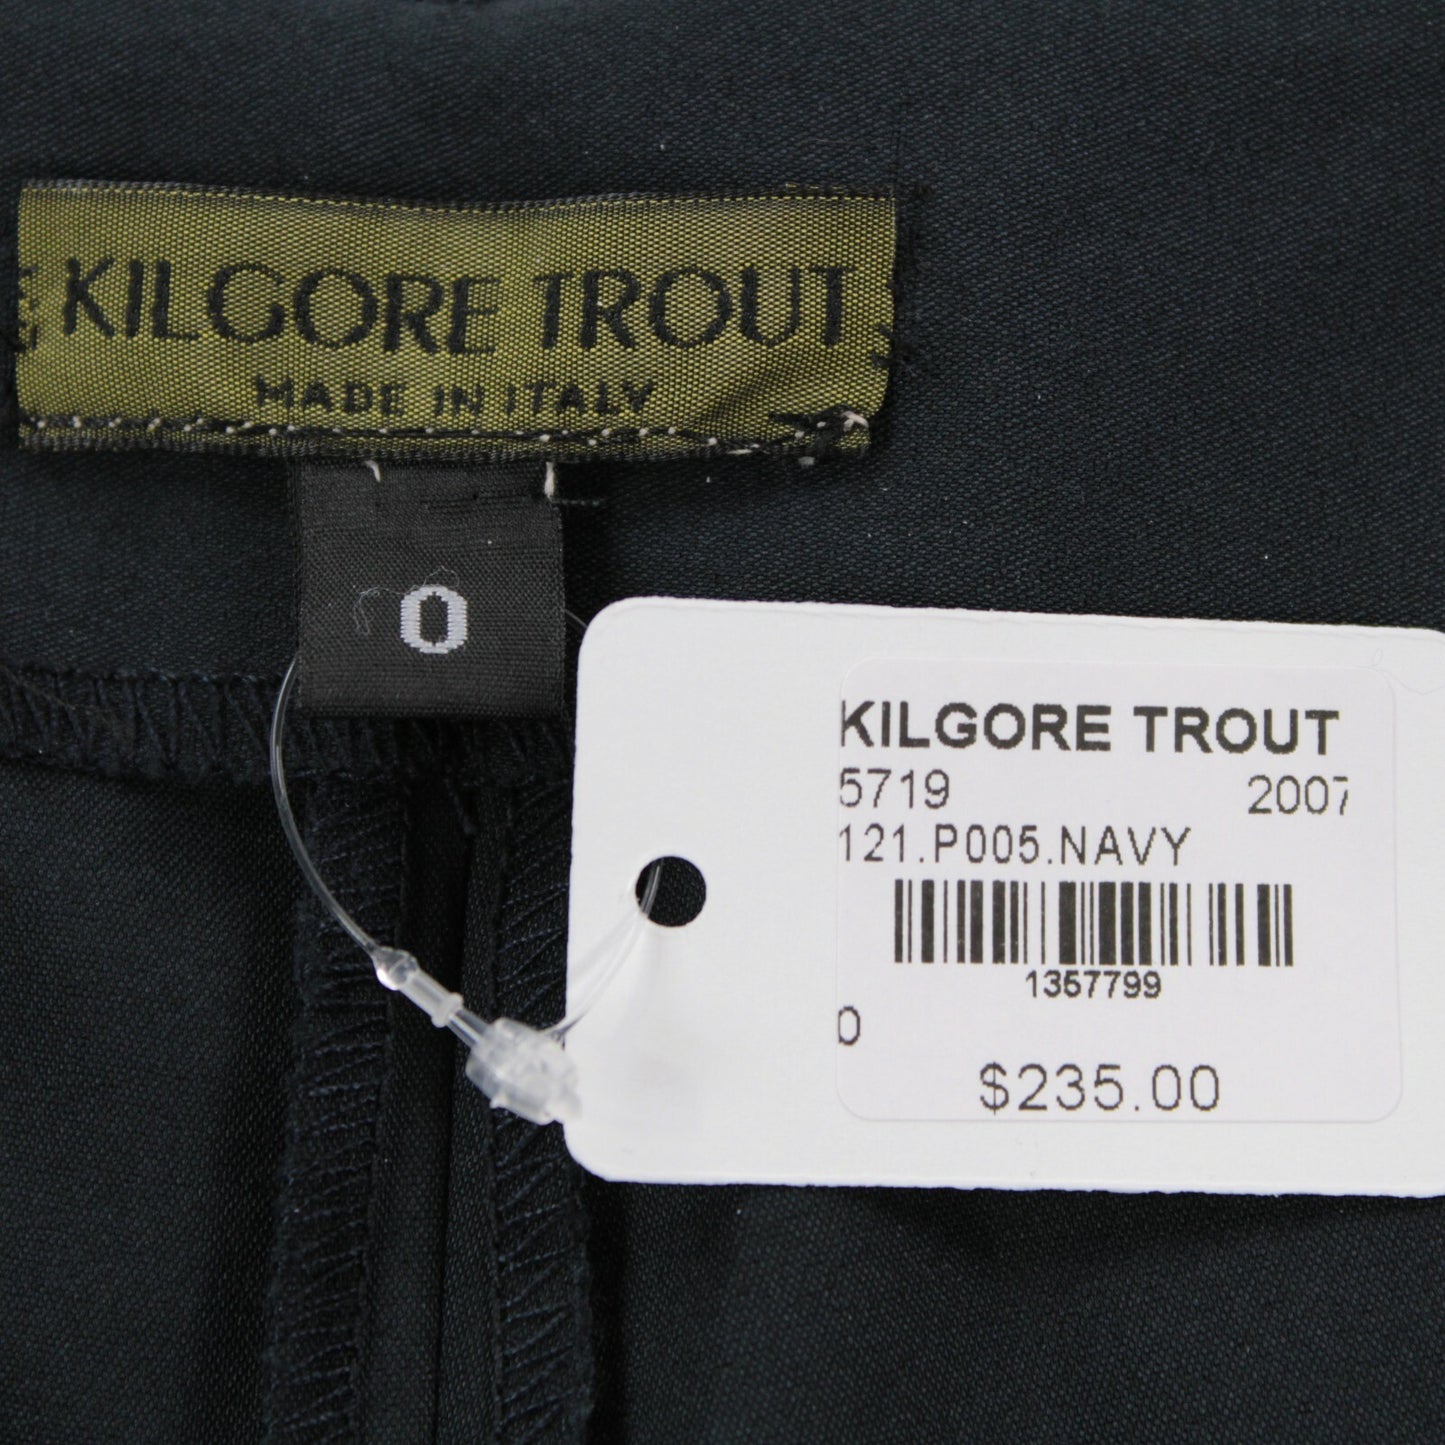 KILGORE TROUT
MADE IN ITALY
0
KILGORE TROUT
5719 2007
121.P005.NAVY
1357799
0
$235.00